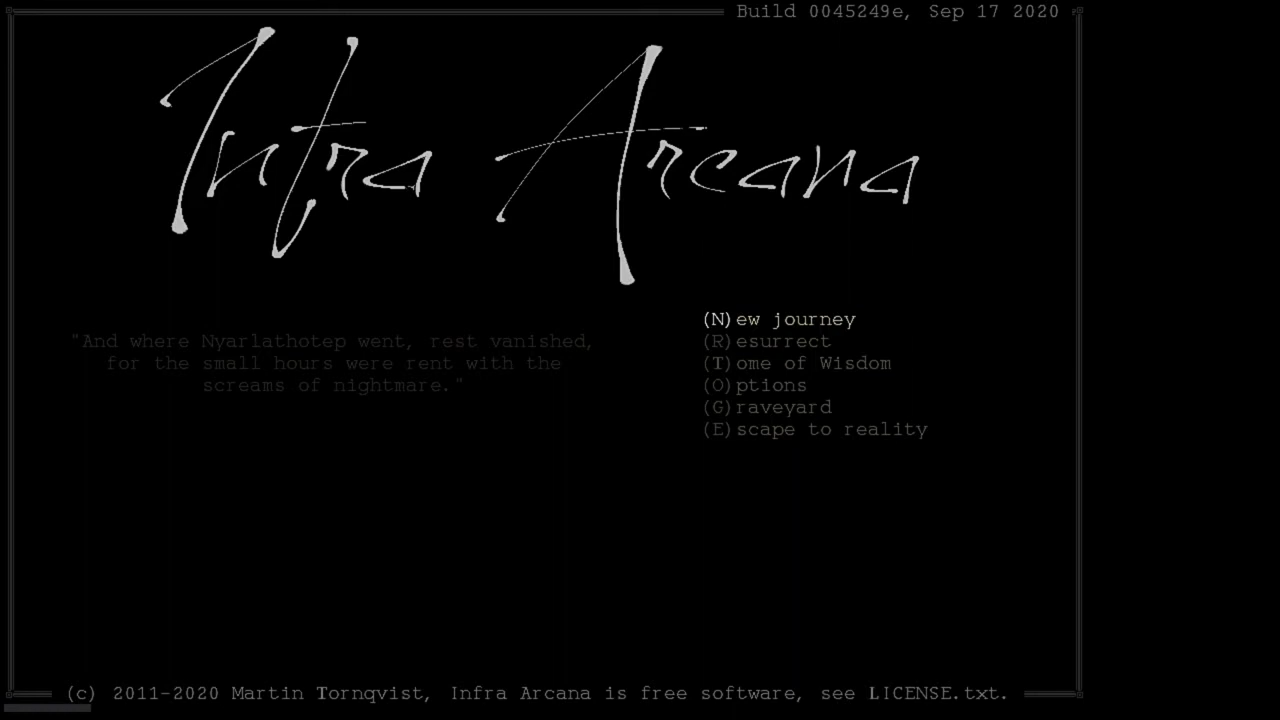 Build 0045249e, Sep 17 2020
Infra Arcana
"And where Nyarlathotep went, rest vanished,
for the small hours were rent with the
screams of nightmare."
(N)ew journey
(R)esurrect
(T)ome of Wisdom
(O)ptions
(G)raveyard
(E)scape to reality
(c) 2011-2020 Martin Tornqvist, Infra Arcana is free software, see LICENSE.txt.